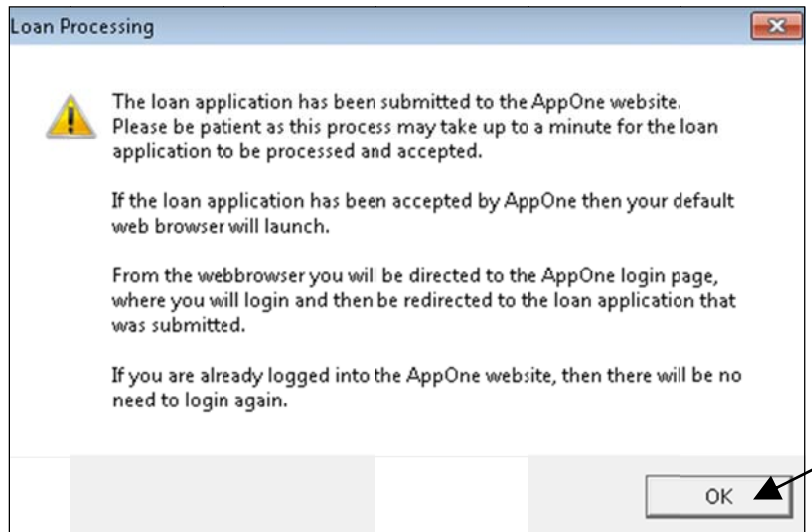 Loan Processing
The loan application has been submitted to the AppOne website.
Please be patient as this process may take up to a minute for the loan
application to be processed and accepted.
If the loan application has been accepted by AppOne then your default
web browser will launch.
From the webbrowser you will be directed to the AppOne login page,
where you will login and then be redirected to the loan application that
was submitted.
If you are already logged into the AppOne website, then there will be no
need to login again.
OK